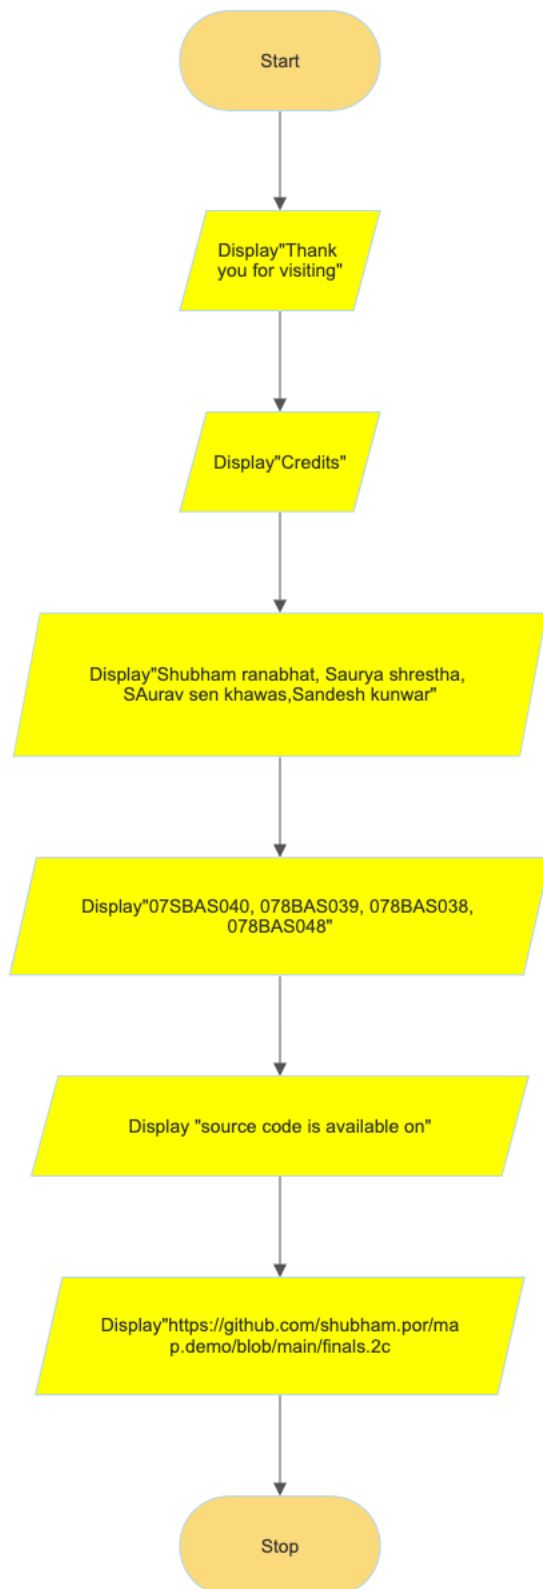 Start
Display"Thank
you for visiting"
Display"Credits"
Display"Shubham ranabhat, Saurya shrestha,
SAurav sen khawas,Sandesh kunwar"
Display"07SBAS040, 078BAS039, 078BAS038,
078BAS048"
Display "source code is available on"
Display"https://github.com/shubham.por/ma
p.demo/blob/main/finals.2c
Stop